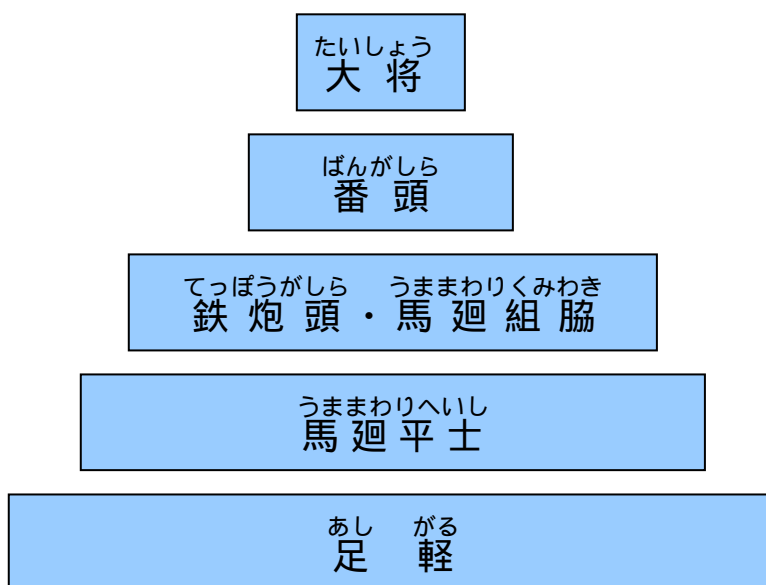 たいしょう
大将
ばんがしら
番頭
てっぽうがしら うままわりくみわき
鉄炮頭・馬廻組脇
うままわりへいし
馬廻平士
あし がる
足軽